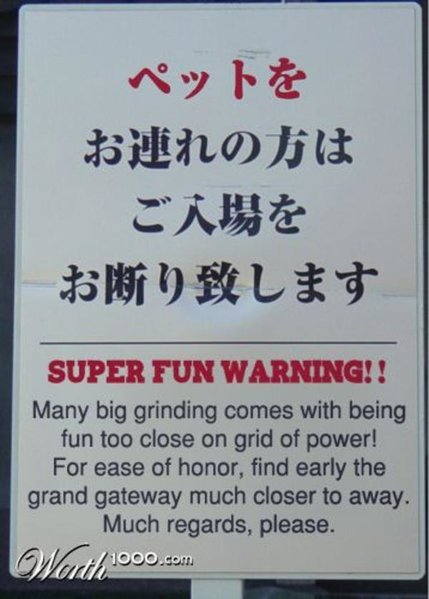 ペットを
お連れの方は
ご入場を
お断り致します
SUPER FUN WARNING!!
Many big grinding comes with being
fun too close on grid of power!
For ease of honor, find early the
grand gateway much closer to away.
Much regards, please.
Worth1000.com